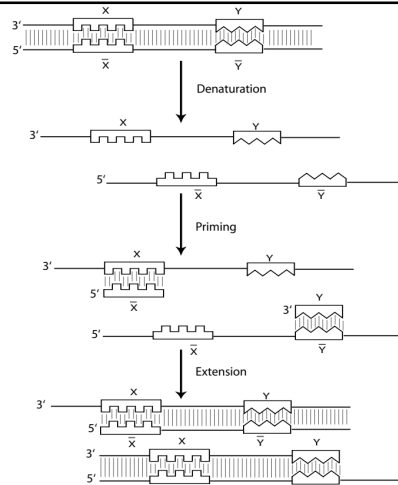 X Y
3'
5'
X̅ Y̅
Denaturation
X Y
3'
5'
X̅ Y̅
Priming
X Y
3'
5'
X̅ Y
3'
5'
X̅ Y̅
Extension
X Y
3'
5'
X̅ Y̅
X Y
3'
5'
X̅ Y̅